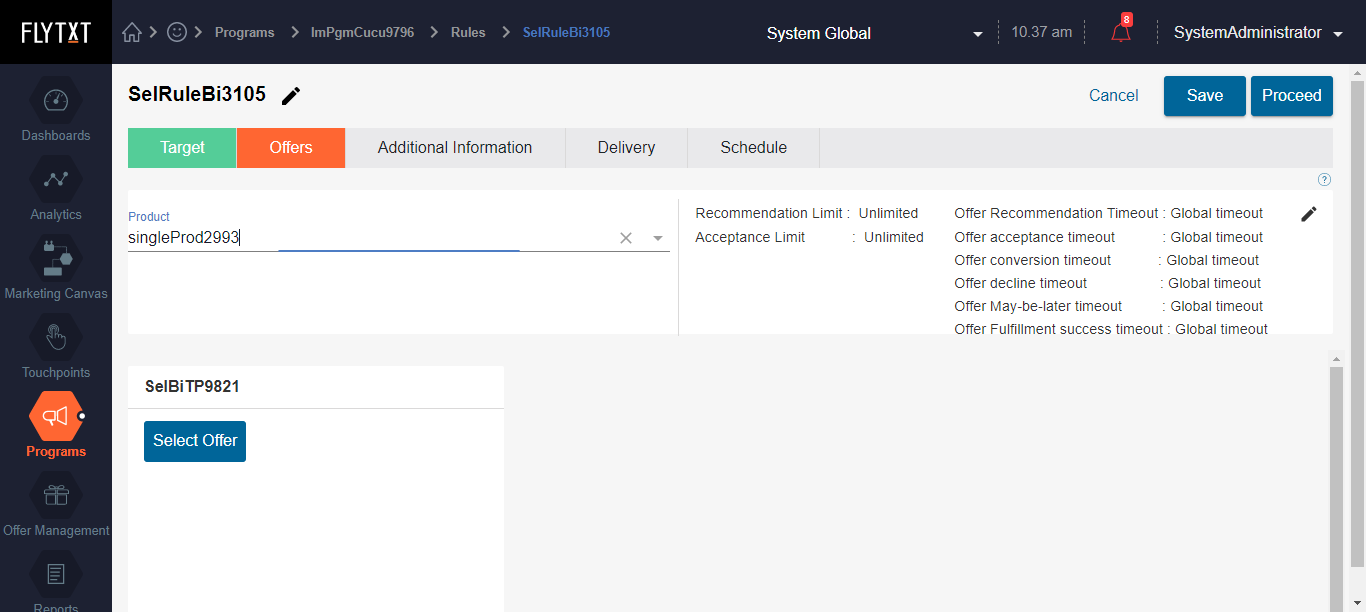 FLYTXT
Programs ImPgmCucu9796 Rules SelRuleBi3105
System Global
10.37 am
8
SystemAdministrator
Dashboards
Analytics
Marketing Canvas
Touchpoints
Programs
Offer Management
Reports
SelRuleBi3105
Cancel
Save
Proceed
Target
Offers
Additional Information
Delivery
Schedule
?
Product
singleProd2993
Recommendation Limit : Unlimited
Acceptance Limit : Unlimited
Offer Recommendation Timeout : Global timeout
Offer acceptance timeout : Global timeout
Offer conversion timeout : Global timeout
Offer decline timeout : Global timeout
Offer May-be-later timeout : Global timeout
Offer Fulfillment success timeout : Global timeout
SelBiTP9821
Select Offer